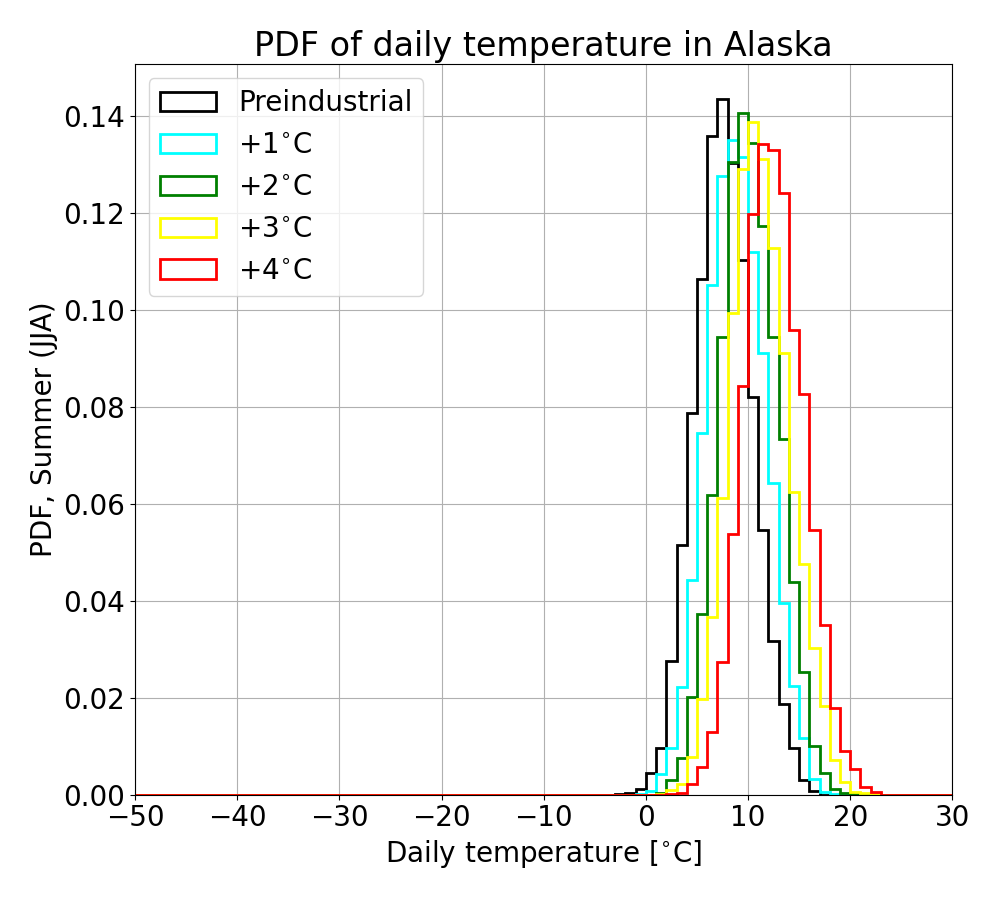 PDF of daily temperature in Alaska
Preindustrial
+1°C
+2°C
+3°C
+4°C
PDF, Summer (JJA)
0.14
0.12
0.10
0.08
0.06
0.04
0.02
0.00
−50 −40 −30 −20 −10 0 10 20 30
Daily temperature [°C]